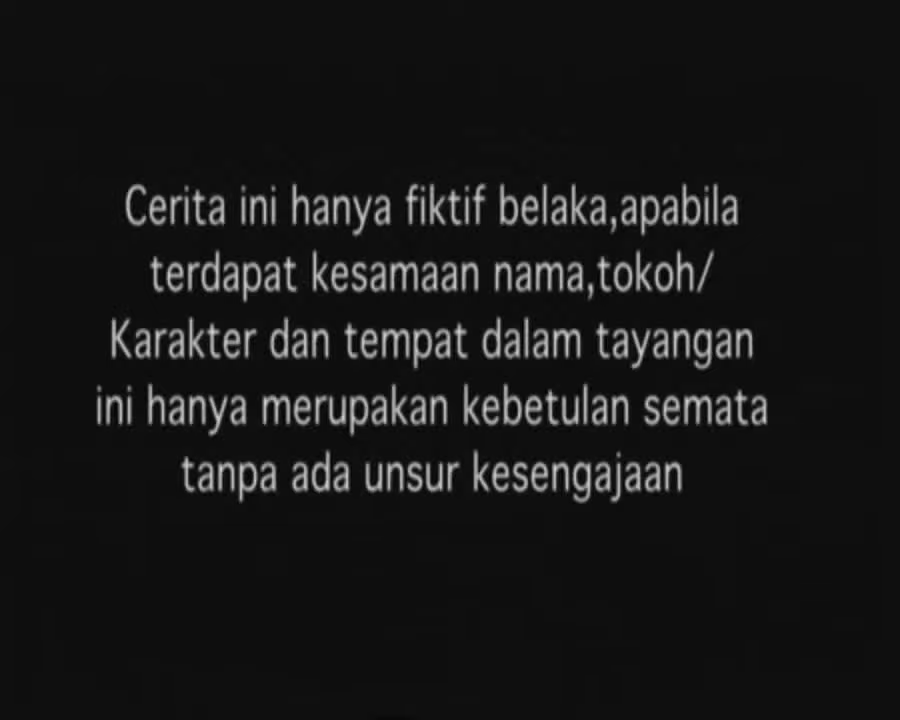 Cerita ini hanya fiktif belaka,apabila
terdapat kesamaan nama,tokoh/
Karakter dan tempat dalam tayangan
ini hanya merupakan kebetulan semata
tanpa ada unsur kesengajaan